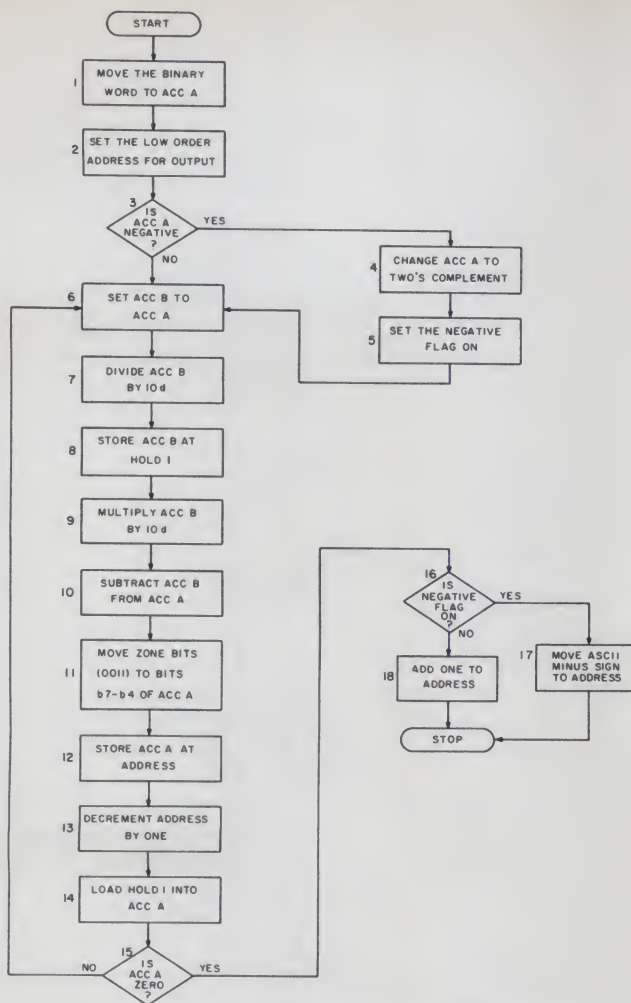 START
1
MOVE THE BINARY
WORD TO ACC A
2
SET THE LOW ORDER
ADDRESS FOR OUTPUT
3
IS
ACC A
NEGATIVE
?
YES
NO
4
CHANGE ACC A TO
TWO'S COMPLEMENT
5
SET THE NEGATIVE
FLAG ON
6
SET ACC B TO
ACC A
7
DIVIDE ACC B
BY 10d
8
STORE ACC B AT
HOLD 1
9
MULTIPLY ACC B
BY 10d
10
SUBTRACT ACC B
FROM ACC A
11
MOVE ZONE BITS
(0011) TO BITS
b7-b4 OF ACC A
12
STORE ACC A AT
ADDRESS
13
DECREMENT ADDRESS
BY ONE
14
LOAD HOLD 1 INTO
ACC A
15
IS
ACC A
ZERO
?
NO
YES
16
IS
NEGATIVE
FLAG
ON
?
YES
NO
17
MOVE ASCII
MINUS SIGN
TO ADDRESS
18
ADD ONE TO
ADDRESS
STOP